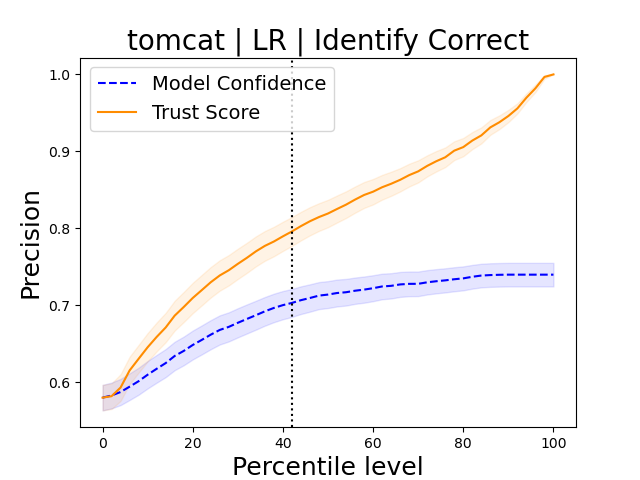 tomcat | LR | Identify Correct
Model Confidence
Trust Score
1.0
0.9
0.8
0.7
0.6
Precision
0
20
40
60
80
100
Percentile level